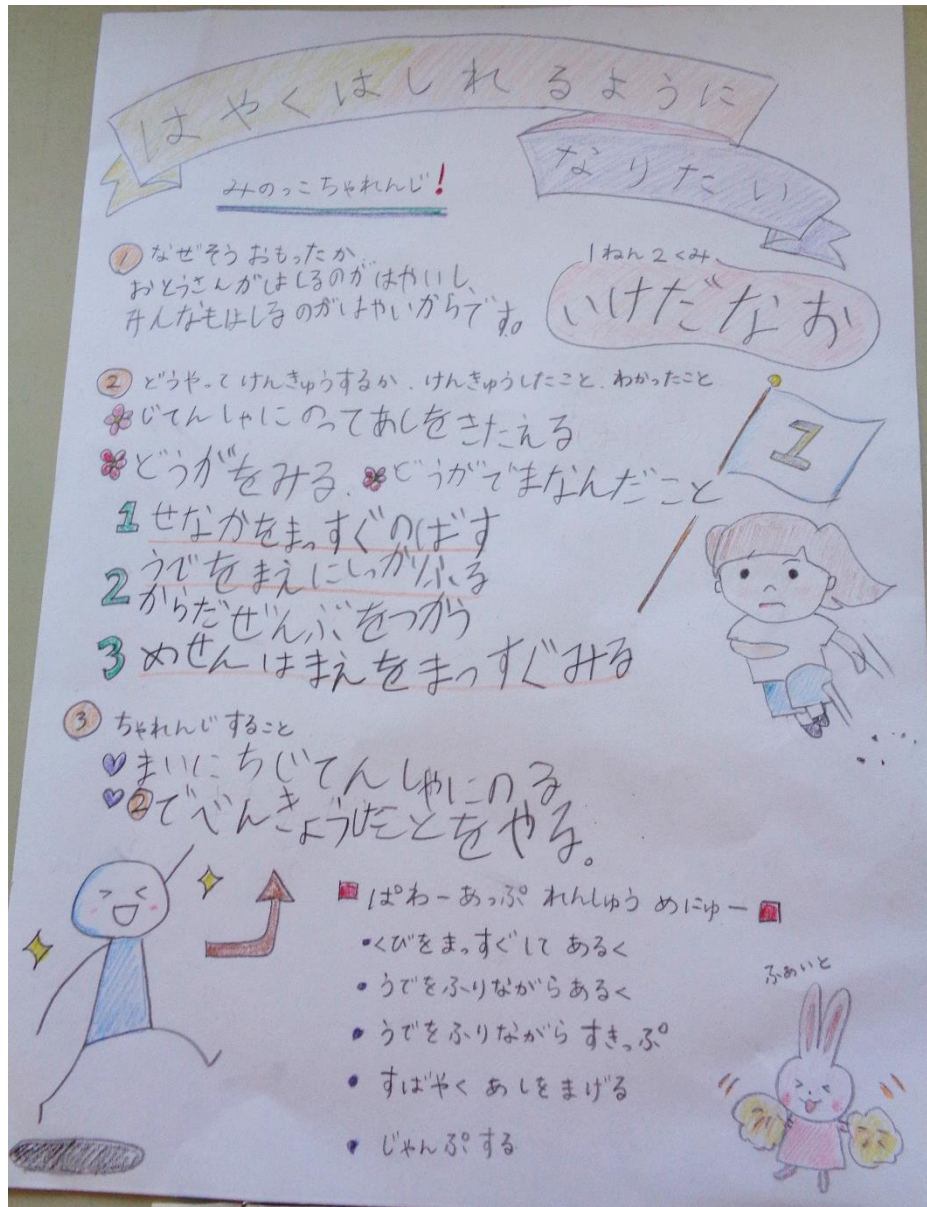 はやくはしれるように
なりたい
みのっこちゃれんじ!
1ねん2くみ
いけだなお
① なぜそうおもったか
おとうさんがはしるのがはやいし、
みんなもはしるのがはやいからです。
② どうやってけんきゅうするか、けんきゅうしたこと、わかったこと
じてんしゃにのってあしをきたえる
どうがをみる、どうがでまなんだこと
1 せなかをまっすぐのばす
2 うでをまえにしっかりふる
からだぜんぶをつかう
3 めせんはまえをまっすぐみる
1
③ ちゃれんじすること
まいにちじてんしゃにのる
②でべんきょうしたことをやる。
ぱわーあっぷ れんしゅう めにゅー
・くびをまっすぐして あるく
・うでをふりながらあるく
・うでをふりながら すきっぷ
・すばやく あしをまげる
・じゃんぷする
ふぁいと